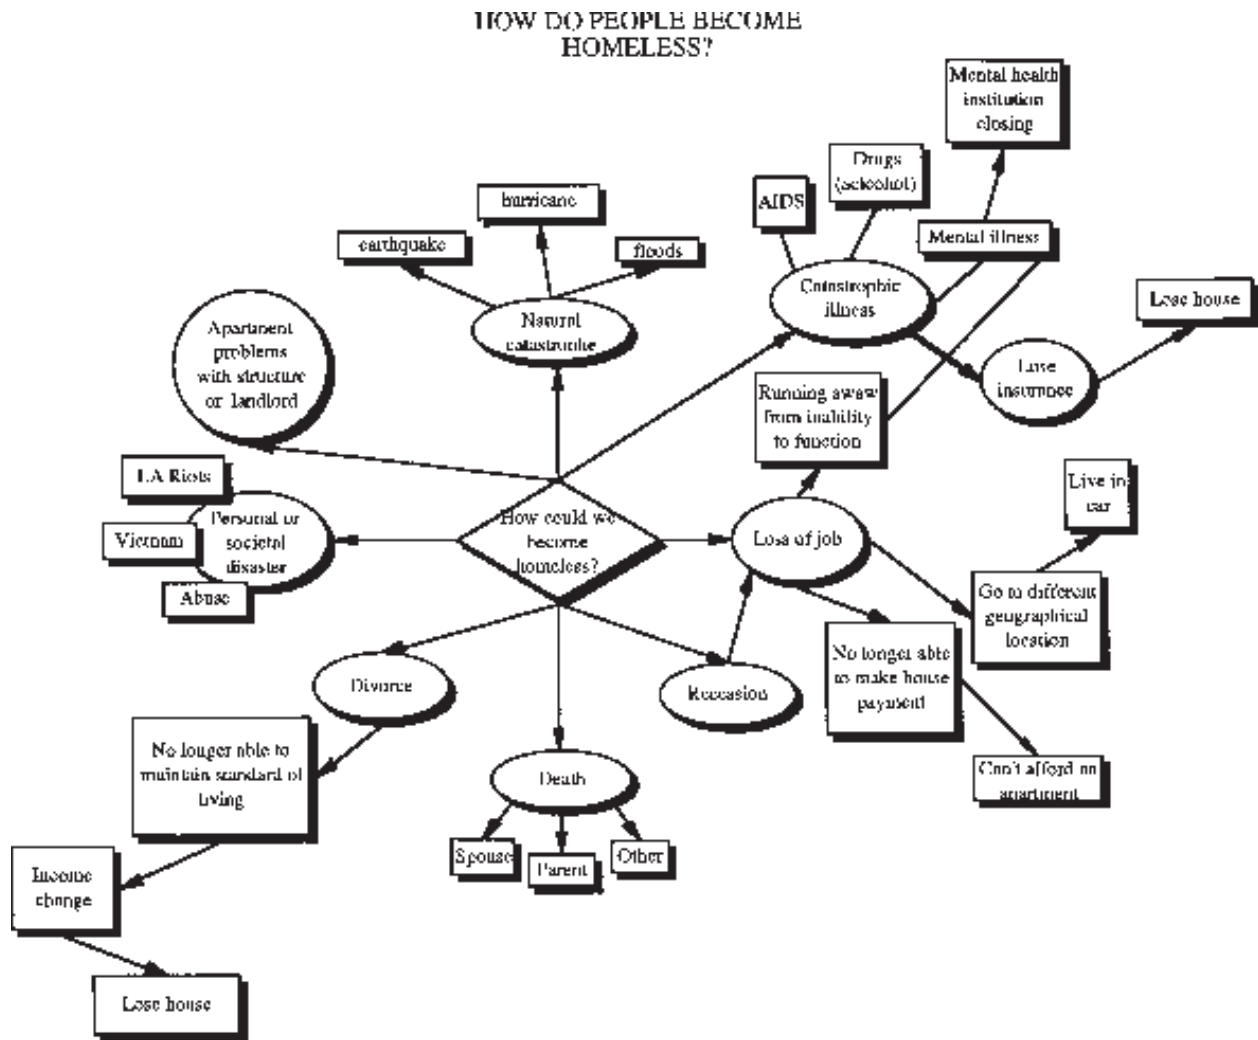 HOW DO PEOPLE BECOME
HOMELESS?
Mental health
institution
closing
Drugs
(acleohol)
AIDS
hurricane
Mental illness
earthquake
floods
Catastrophic
illness
Lose house
Natural
catastrophe
Apartment
problems
with structure
or landlord
Lose
insurance
Running away
from inability
to function
LA Riots
Live in
car
Personal or
societal
disaster
Vietnam
Abuse
How could we
become
homeless?
Loss of job
Go to different
geographical
location
No longer able
to make house
payment
Divorce
Recession
No longer able to
maintain standard of
living
Death
Can't afford an
apartment
Spouse
Parent
Other
Income
change
Lose house